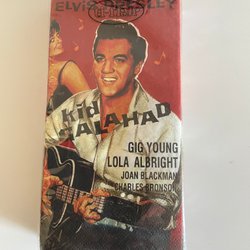 ELVIS PRESLEY
kid
GALAHAD
GIG YOUNG
LOLA ALBRIGHT
JOAN BLACKMAN
CHARLES BRONSON